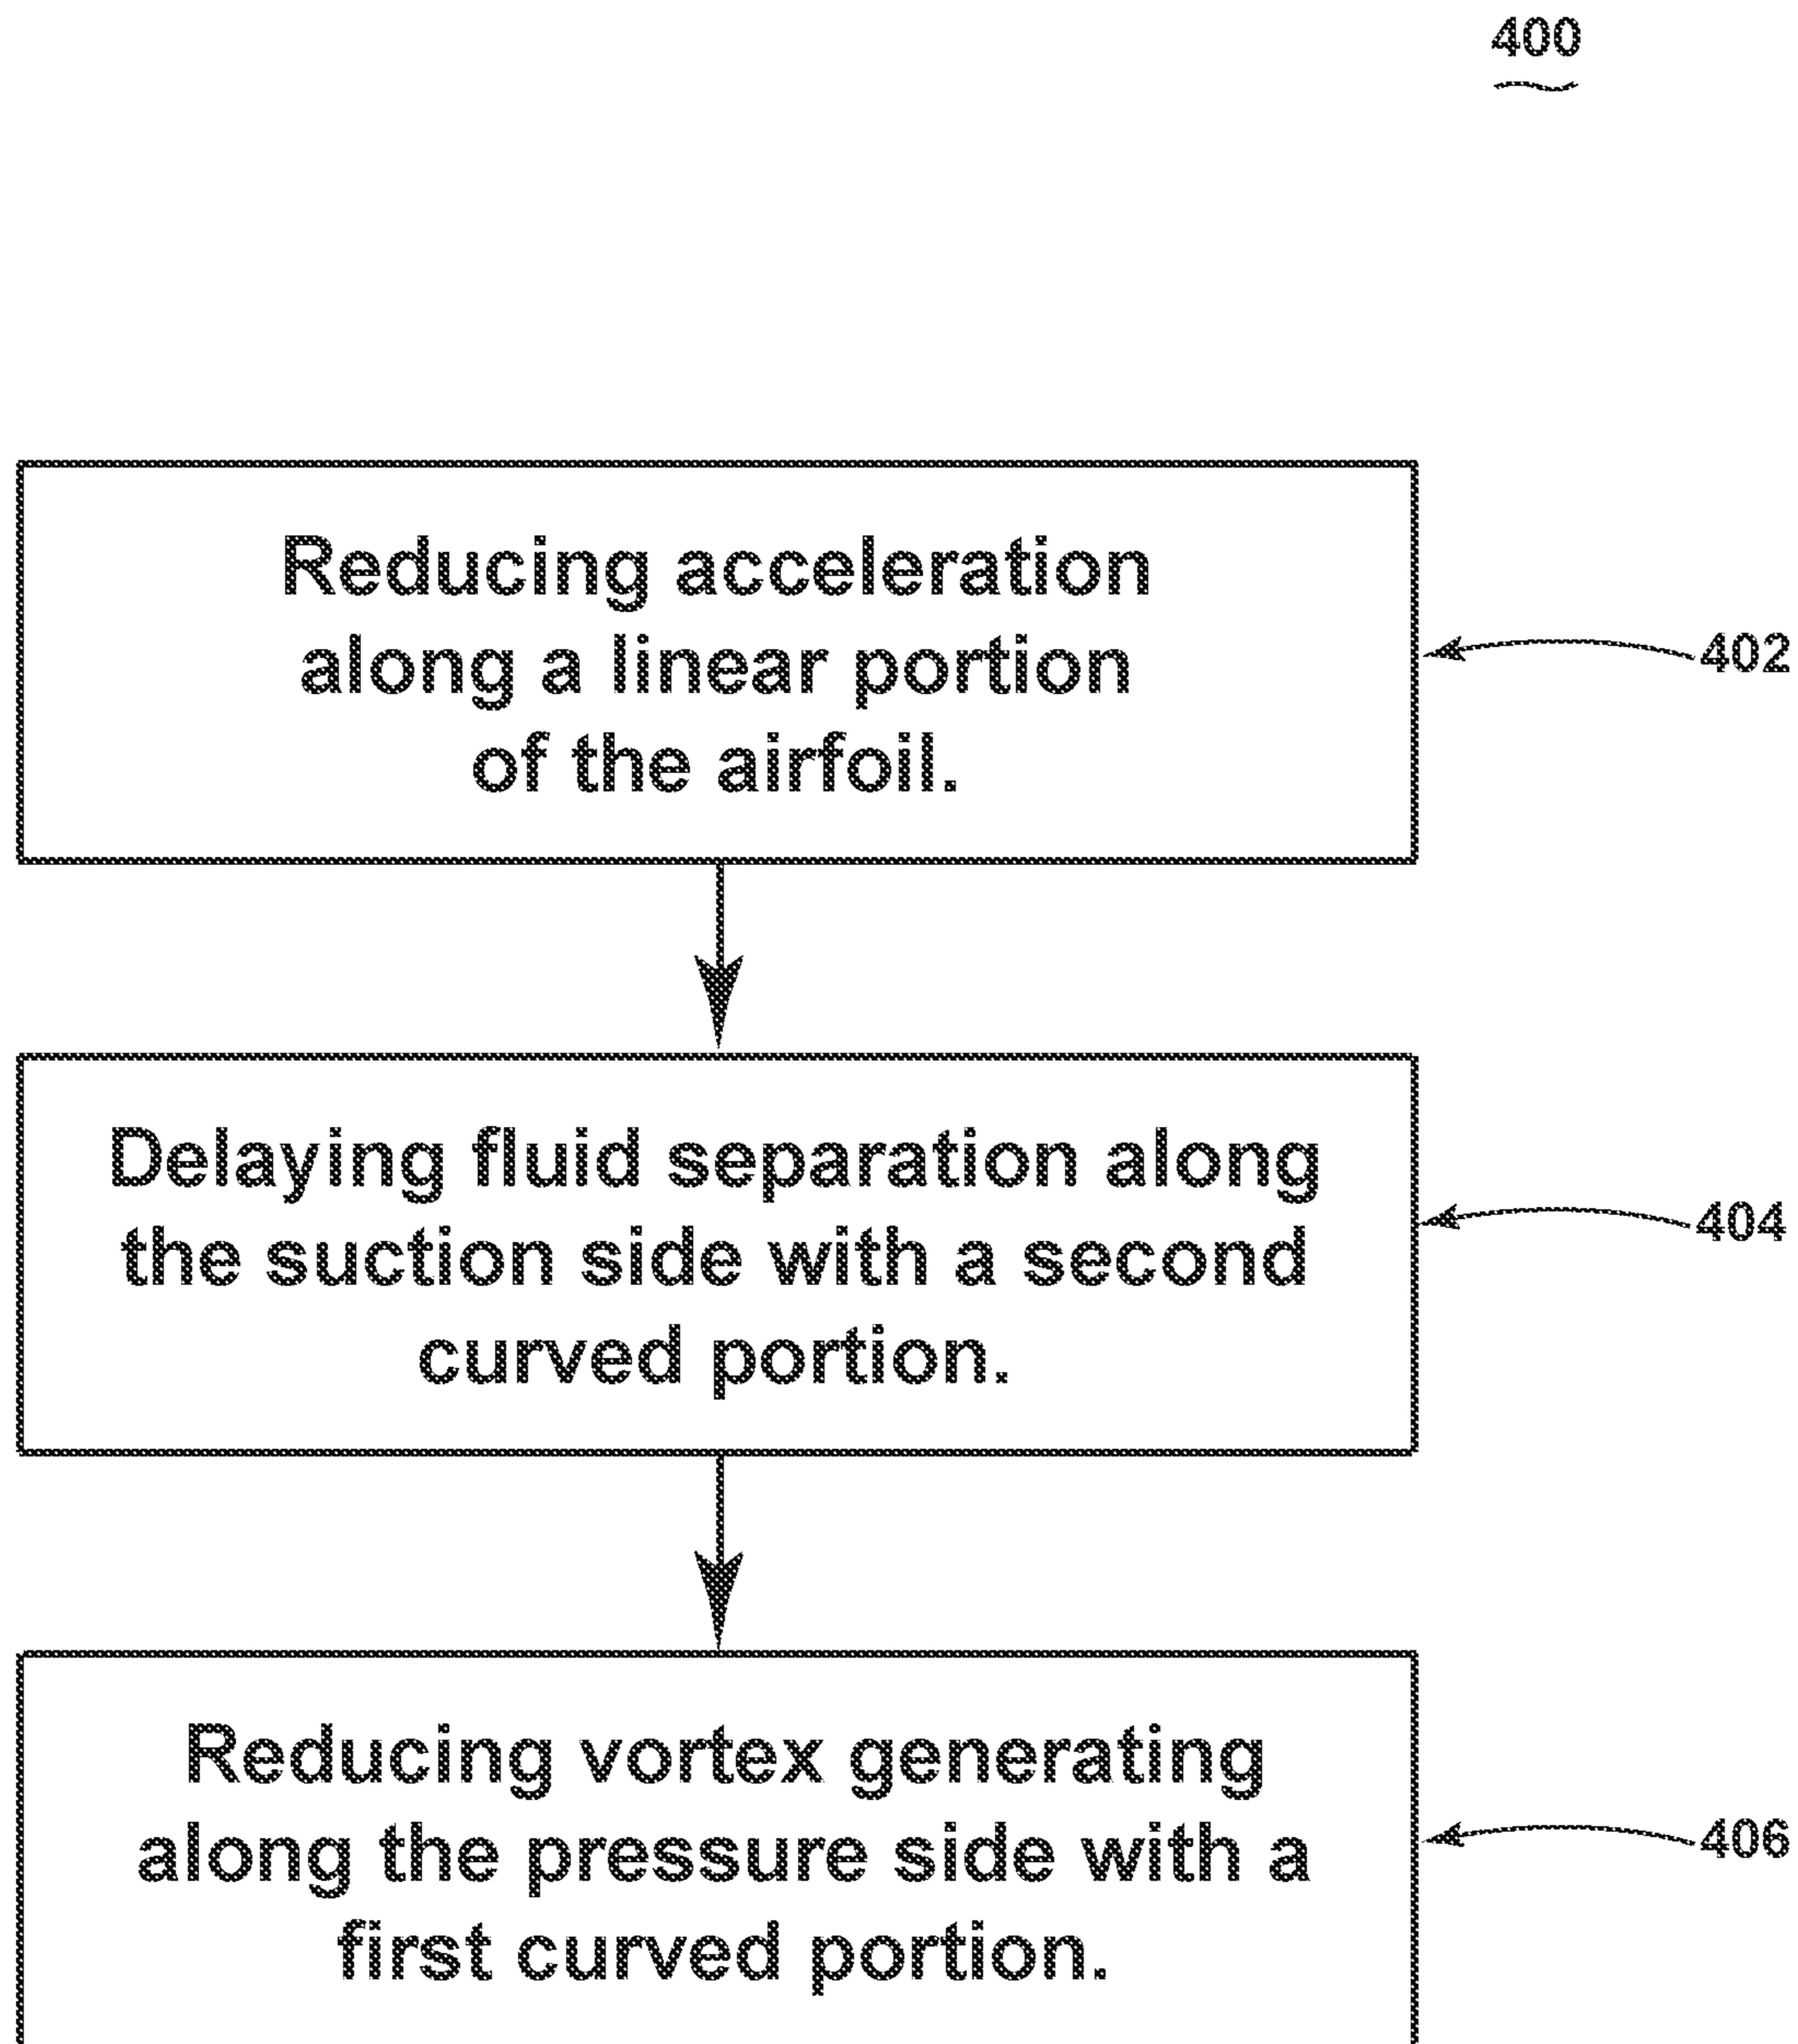 400
Reducing acceleration
along a linear portion
of the airfoil.
402
Delaying fluid separation along
the suction side with a second
curved portion.
404
Reducing vortex generating
along the pressure side with a
first curved portion.
406